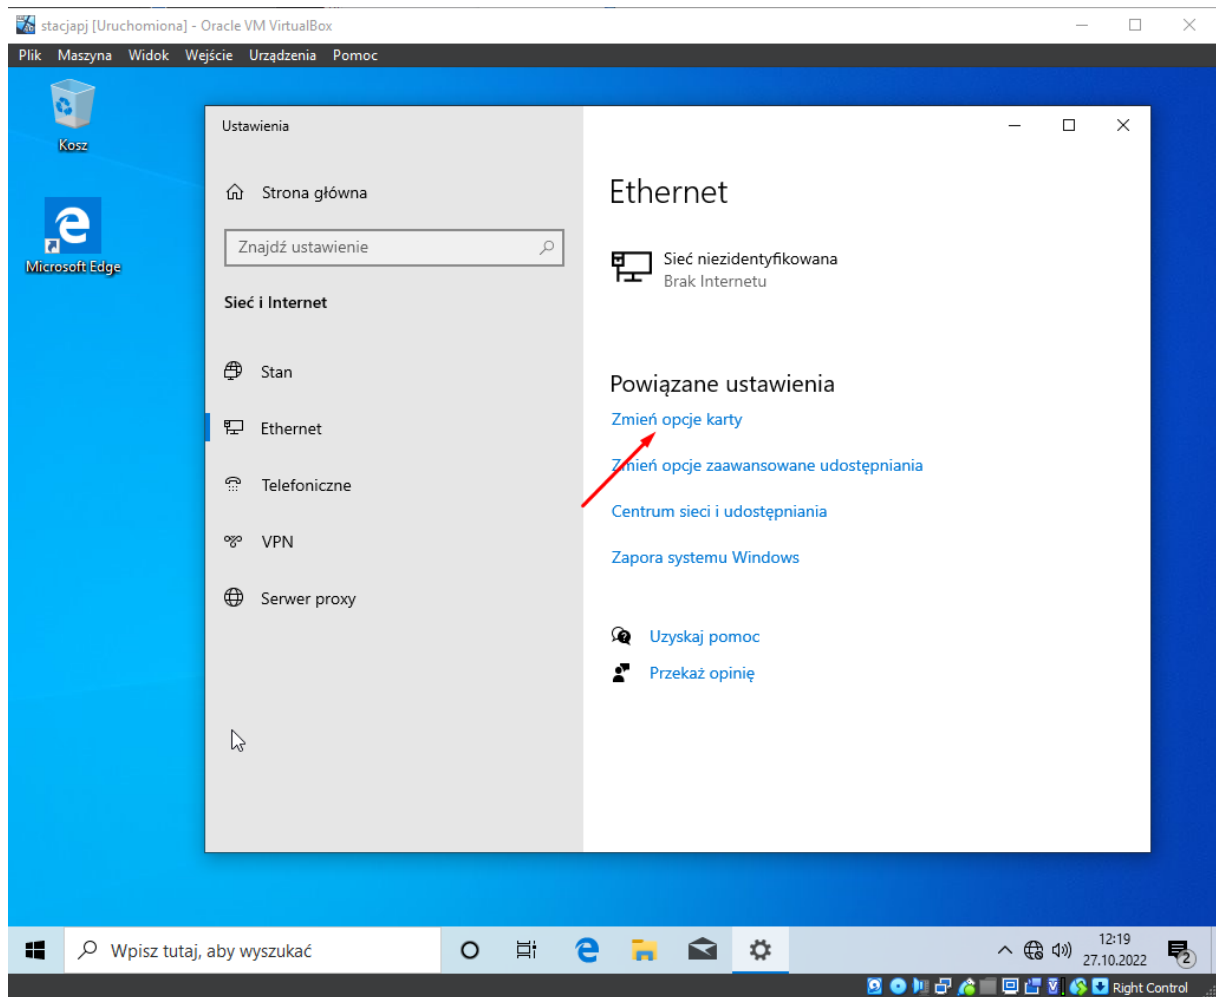 stacjapj [Uruchomiona] - Oracle VM VirtualBox
Plik Maszyna Widok Wejście Urządzenia Pomoc
Kosz
Microsoft Edge
Ustawienia
Strona główna
Znajdź ustawienie
Sieć i Internet
Stan
Ethernet
Telefoniczne
VPN
Serwer proxy
Ethernet
Sieć niezidentyfikowana
Brak Internetu
Powiązane ustawienia
Zmień opcje karty
Zmień opcje zaawansowane udostępniania
Centrum sieci i udostępniania
Zapora systemu Windows
Uzyskaj pomoc
Przekaż opinię
Wpisz tutaj, aby wyszukać
12:19
27.10.2022
2
Right Control